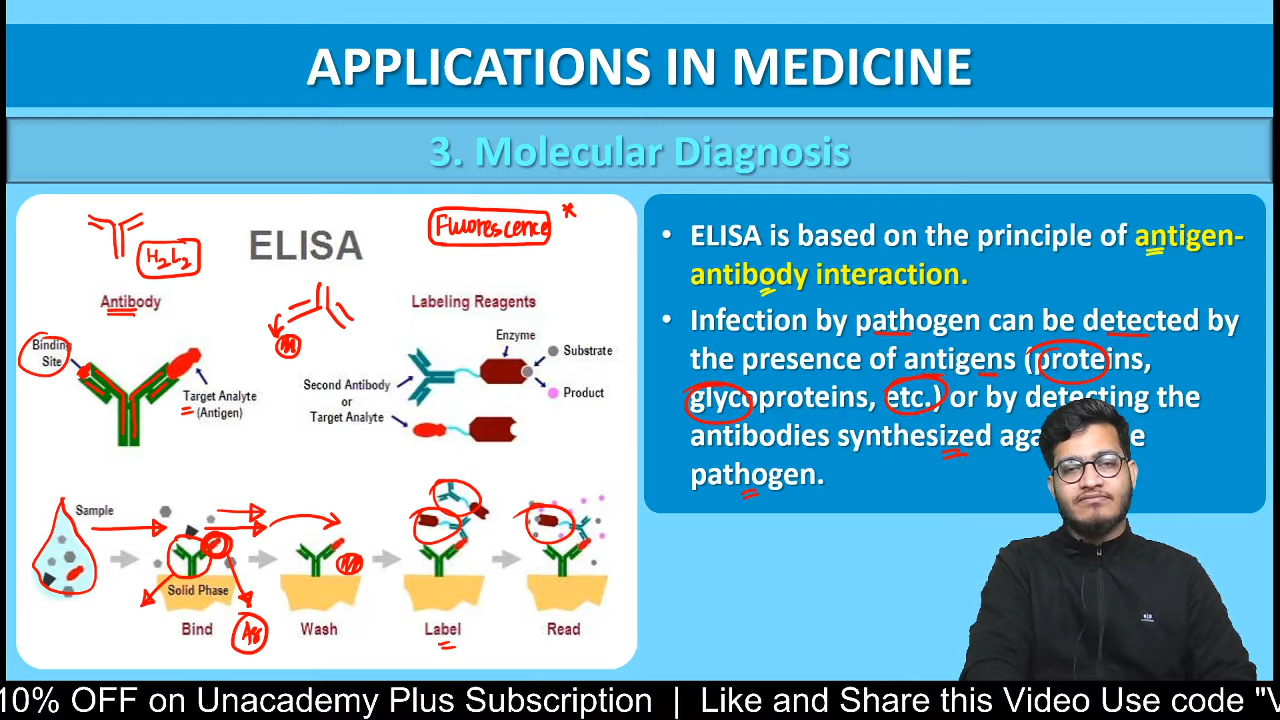 APPLICATIONS IN MEDICINE
3. Molecular Diagnosis
Fluorescence *
H2L2
ELISA
Antibody
Labeling Reagents
Binding
Site
Enzyme
Substrate
Product
Target Analyte
(Antigen)
Second Antibody
or
Target Analyte
Sample
Solid Phase
Bind
Wash
Label
Read
• ELISA is based on the principle of antigen-
antibody interaction.
• Infection by pathogen can be detected by
the presence of antigens (proteins,
glycoproteins, etc.) or by detecting the
antibodies synthesized
pathogen.
10% OFF on Unacademy Plus Subscription | Like and Share this Video Use code "V